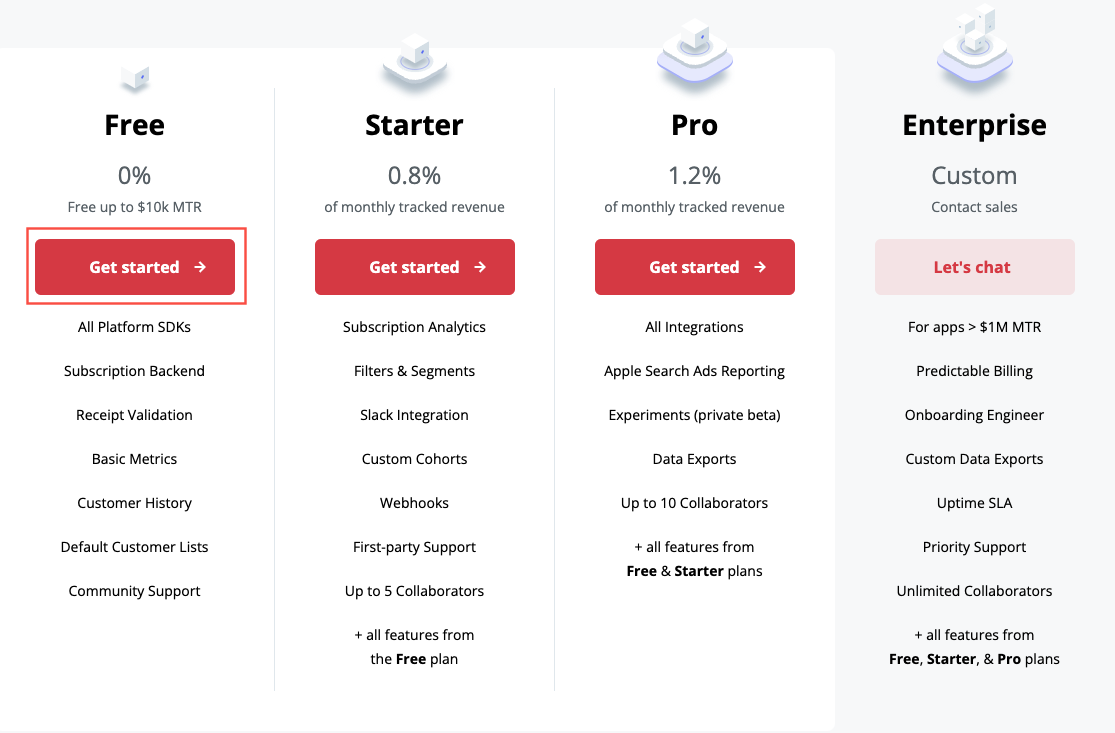 Free
0%
Free up to $10k MTR
Get started
All Platform SDKs
Subscription Backend
Receipt Validation
Basic Metrics
Customer History
Default Customer Lists
Community Support
Starter
0.8%
of monthly tracked revenue
Get started
Subscription Analytics
Filters & Segments
Slack Integration
Custom Cohorts
Webhooks
First-party Support
Up to 5 Collaborators
+ all features from
the Free plan
Pro
1.2%
of monthly tracked revenue
Get started
All Integrations
Apple Search Ads Reporting
Experiments (private beta)
Data Exports
Up to 10 Collaborators
+ all features from
Free & Starter plans
Enterprise
Custom
Contact sales
Let's chat
For apps > $1M MTR
Predictable Billing
Onboarding Engineer
Custom Data Exports
Uptime SLA
Priority Support
Unlimited Collaborators
+ all features from
Free, Starter, & Pro plans